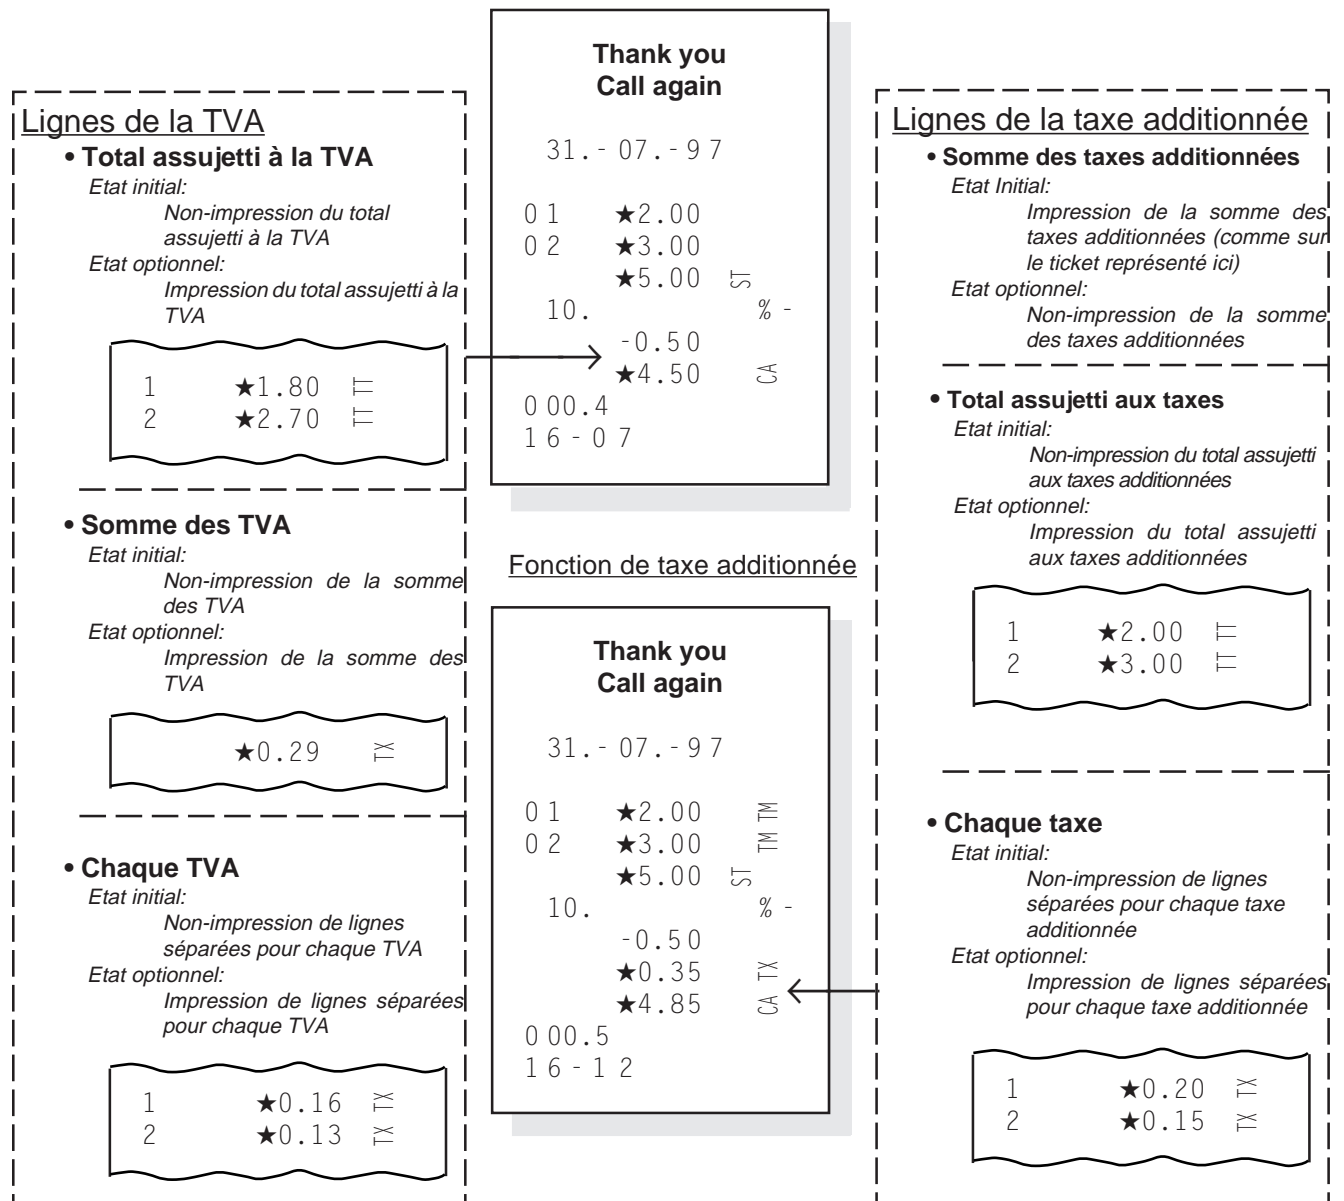 Lignes de la TVA
• Total assujetti à la TVA
Etat initial:
Non-impression du total
assujetti à la TVA
Etat optionnel:
Impression du total assujetti à la
TVA
1 ★1.80 TT
2 ★2.70 TT
• Somme des TVA
Etat initial:
Non-impression de la somme
des TVA
Etat optionnel:
Impression de la somme des
TVA
★0.29 TX
• Chaque TVA
Etat initial:
Non-impression de lignes
séparées pour chaque TVA
Etat optionnel:
Impression de lignes séparées
pour chaque TVA
1 ★0.16 TX
2 ★0.13 TX
Thank you
Call again
31.-07.-97
01 ★2.00
02 ★3.00
★5.00 ST
10. %-
-0.50
★4.50 CA
000.4
16-07
Fonction de taxe additionnée
Thank you
Call again
31.-07.-97
01 ★2.00 TM
02 ★3.00 TM
★5.00 ST
10. %-
-0.50
★0.35 TX
★4.85 CA
000.5
16-12
Lignes de la taxe additionnée
• Somme des taxes additionnées
Etat Initial:
Impression de la somme des
taxes additionnées (comme sur
le ticket représenté ici)
Etat optionnel:
Non-impression de la somme
des taxes additionnées
• Total assujetti aux taxes
Etat initial:
Non-impression du total assujetti
aux taxes additionnées
Etat optionnel:
Impression du total assujetti
aux taxes additionnées
1 ★2.00 TT
2 ★3.00 TT
• Chaque taxe
Etat initial:
Non-impression de lignes
séparées pour chaque taxe
additionnée
Etat optionnel:
Impression de lignes séparées
pour chaque taxe additionnée
1 ★0.20 TX
2 ★0.15 TX